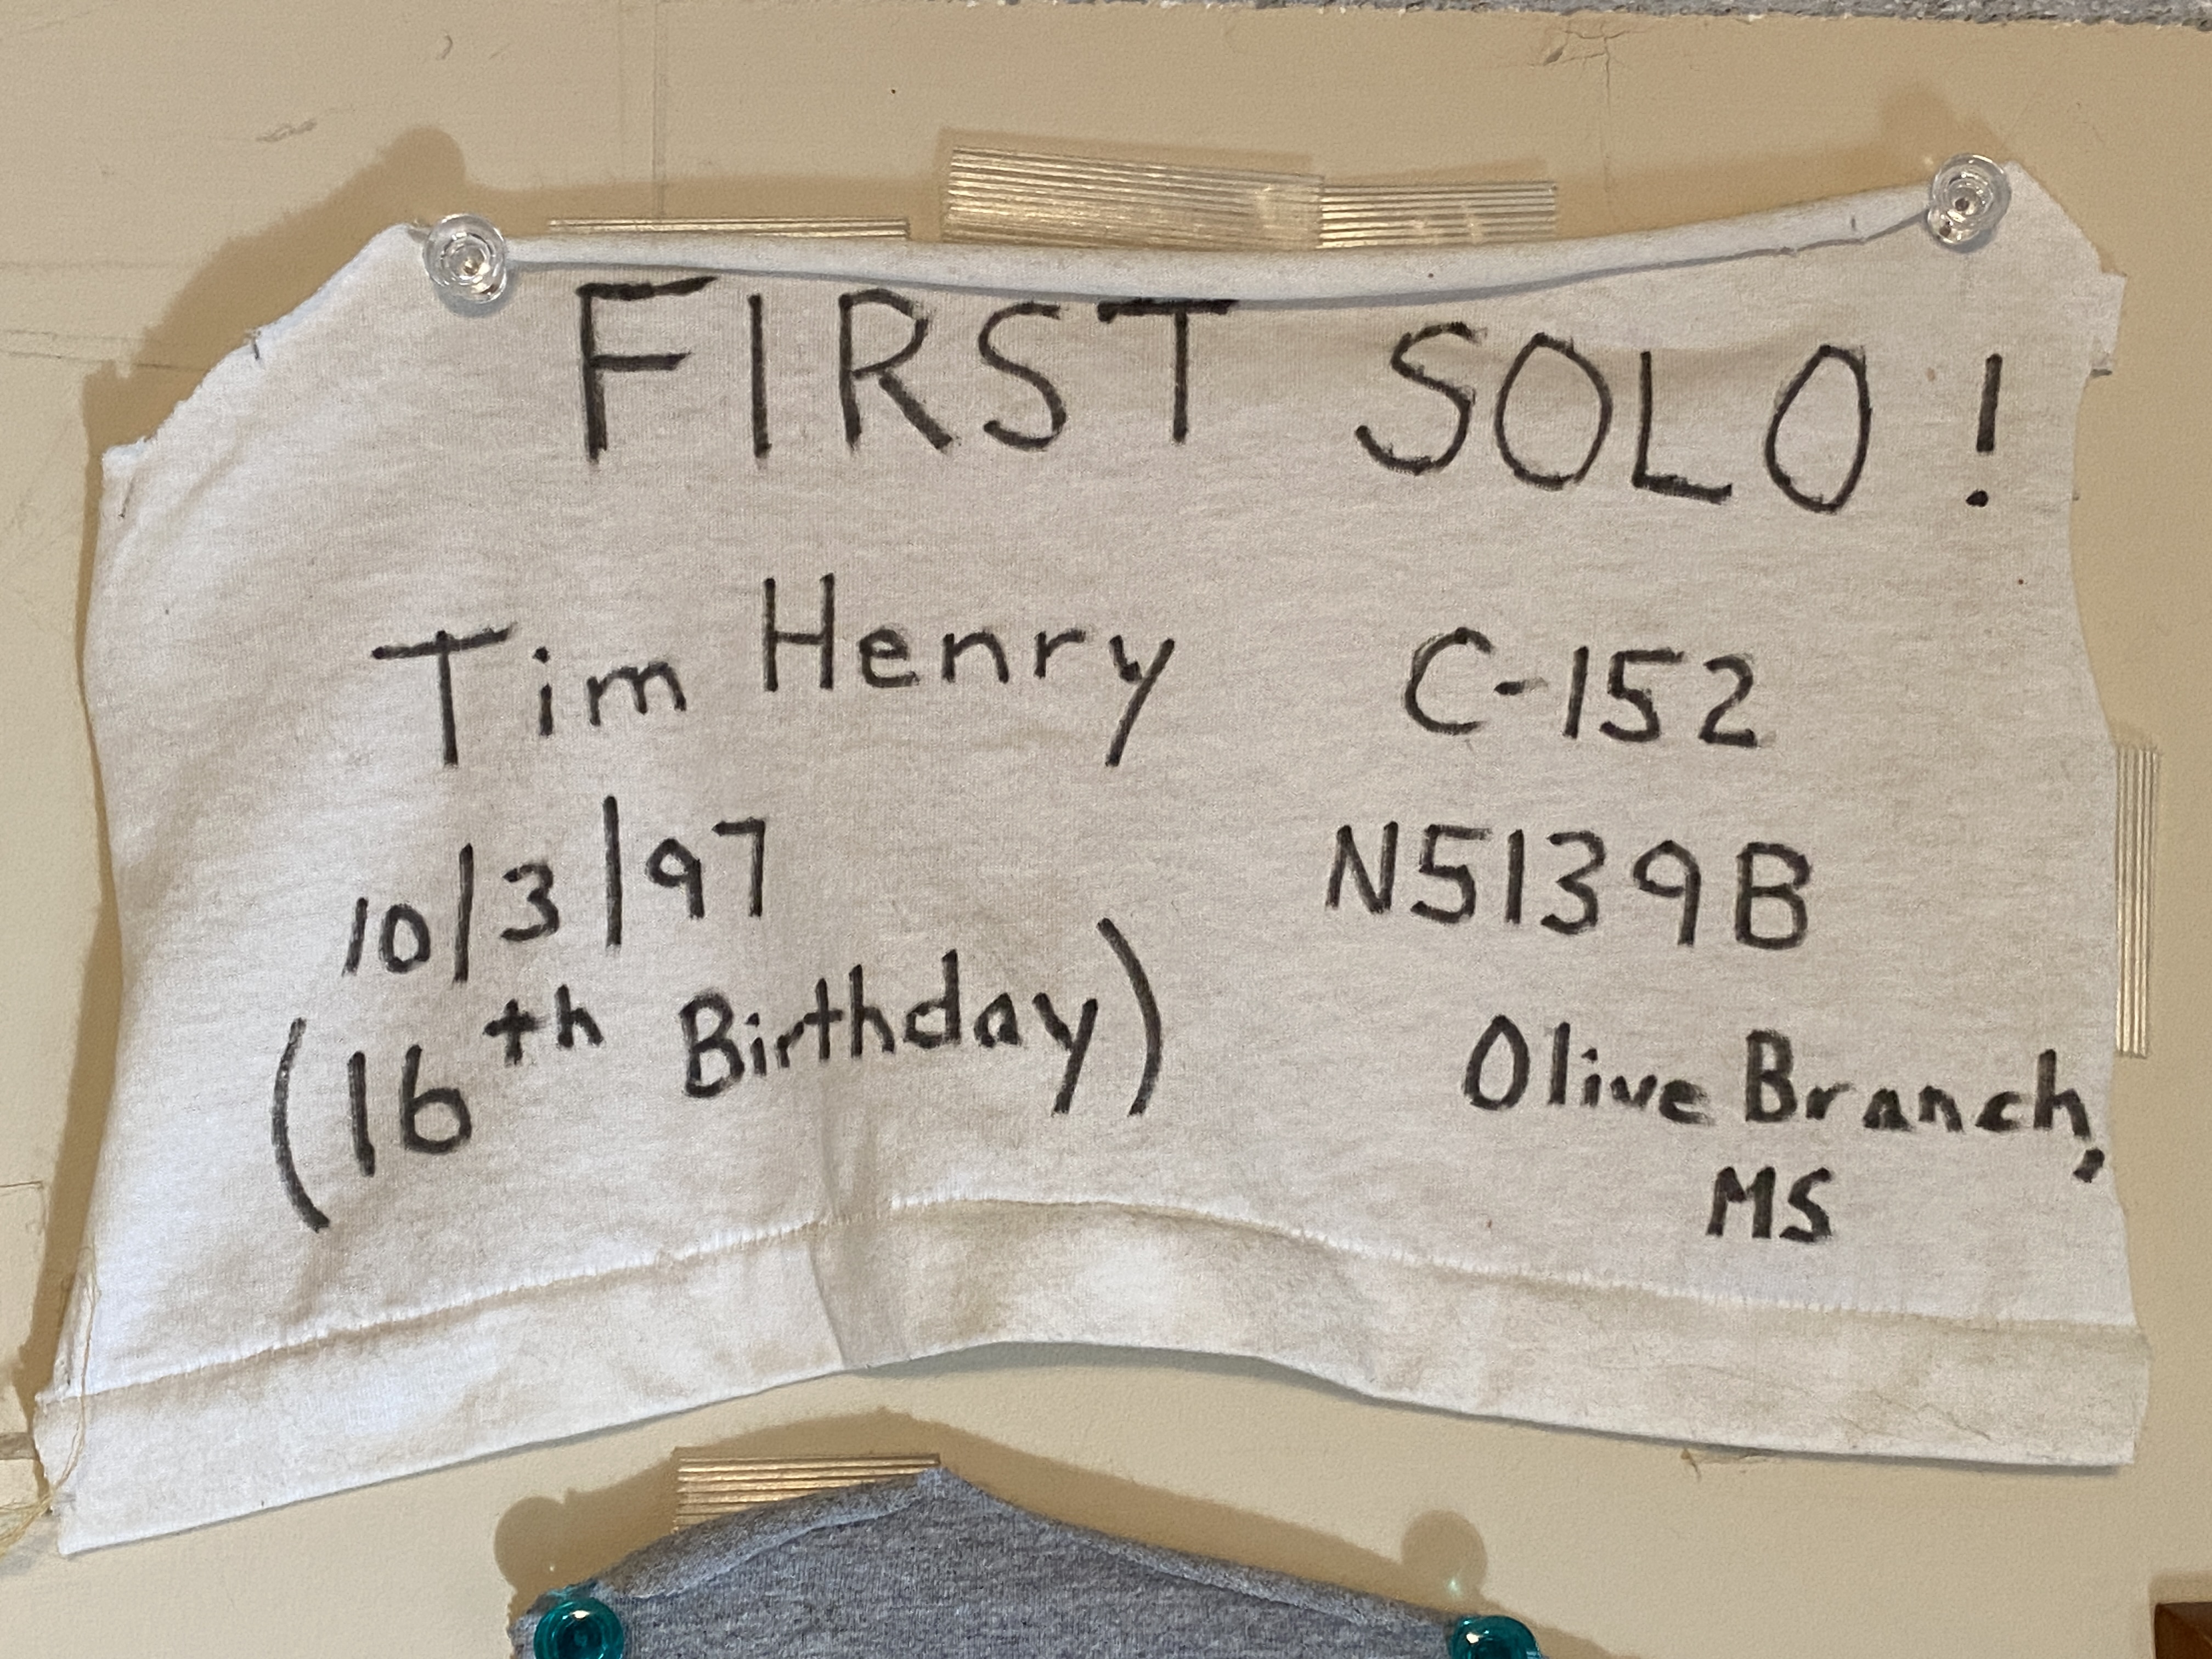 FIRST SOLO!
Tim Henry
10/3/97
(16th Birthday)
C-152
N5139B
Olive Branch,
MS